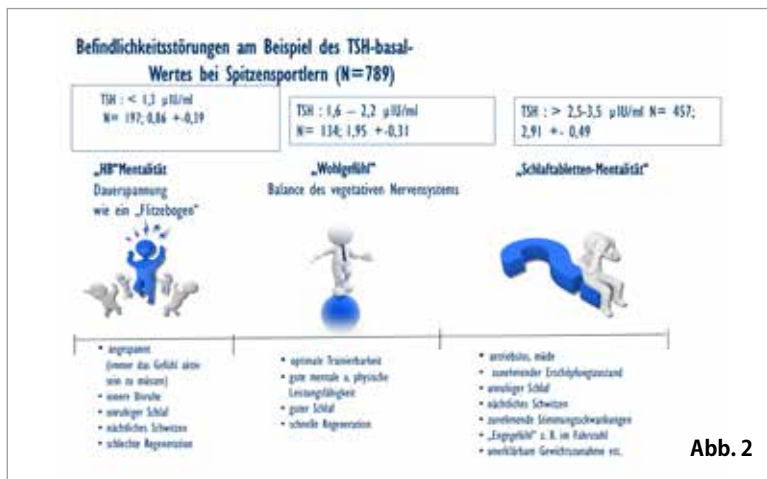 Befindlichkeitsstörungen am Beispiel des TSH-basal-
Wertes bei Spitzensportlern (N=789)
TSH : < 1,3 µIU/ml
N= 197; 0,86 +-0,39
TSH : 1,6 – 2,2 µIU/ml
N= 134; 1,95 +-0,31
TSH : > 2,5-3,5 µIU/ml N= 457;
2,91 +- 0,49
„HB"Mentalität
Dauerspannung
wie ein „Flitzebogen"
„Wohlgefühl"
Balance des vegetativen Nervensystems
„Schlaftabletten-Mentalität"
• angespannt
(immer das Gefühl aktiv
sein zu müssen)
• innere Unruhe
• unruhiger Schlaf
• nächtliches Schwitzen
• schlechte Regeneration
• optimale Trainierbarkeit
• gute mentale u. physische
Leistungsfähigkeit
• guter Schlaf
• schnelle Regeneration
• antriebslos, müde
• zunehmender Erschöpfungszustand
• unruhiger Schlaf
• nächtliches Schwitzen
• zunehmende Stimmungsschwankungen
• „Engegefühl" z. B. im Fahrstuhl
• unerklärbare Gewichtszunahme etc.
Abb. 2